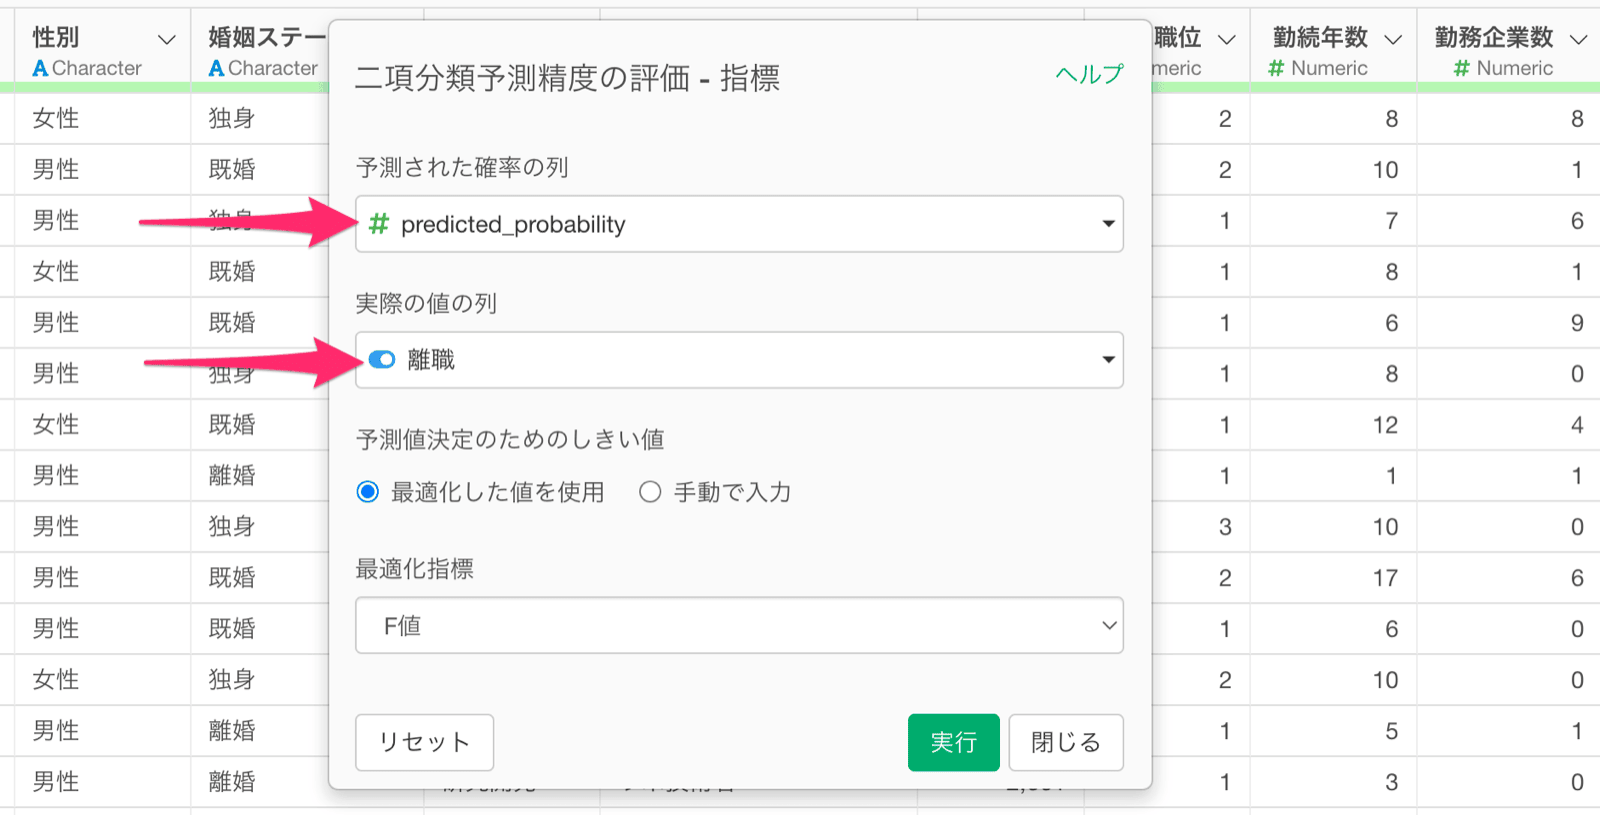 性別 婚姻ステー 職位 勤続年数 勤務企業数
Character Character meric Numeric Numeric
二項分類予測精度の評価 - 指標 ヘルプ
女性 独身 2 8 8
男性 既婚 2 10 1
予測された確率の列
男性 独身 predicted_probability 1 7 6
女性 既婚 1 8 1
実際の値の列
男性 既婚 1 6 9
男性 独身 離職 1 8 0
女性 既婚 1 12 4
予測値決定のためのしきい値
男性 離婚 1 1 1
最適化した値を使用 手動で入力
男性 独身 3 10 0
最適化指標
男性 既婚 2 17 6
男性 既婚 F値 1 6 0
女性 独身 2 10 0
男性 離婚 リセット 実行 閉じる 1 5 1
男性 離婚 1 3 0